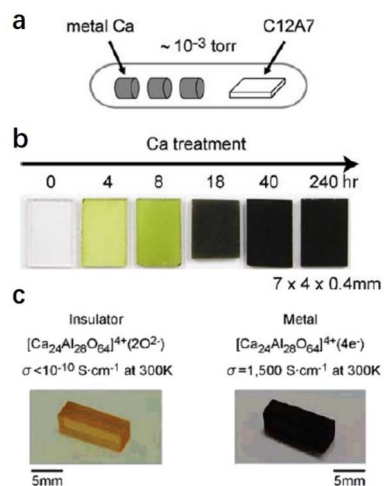 a
metal Ca
C12A7
~ 10⁻³ torr
b
Ca treatment
0 4 8 18 40 240 hr
7 x 4 x 0.4mm
c
Insulator
[Ca₂₄Al₂₈O₆₄]⁴⁺(2O²⁻)
σ<10⁻¹⁰ S·cm⁻¹ at 300K
5mm
Metal
[Ca₂₄Al₂₈O₆₄]⁴⁺(4e⁻)
σ=1,500 S·cm⁻¹ at 300K
5mm